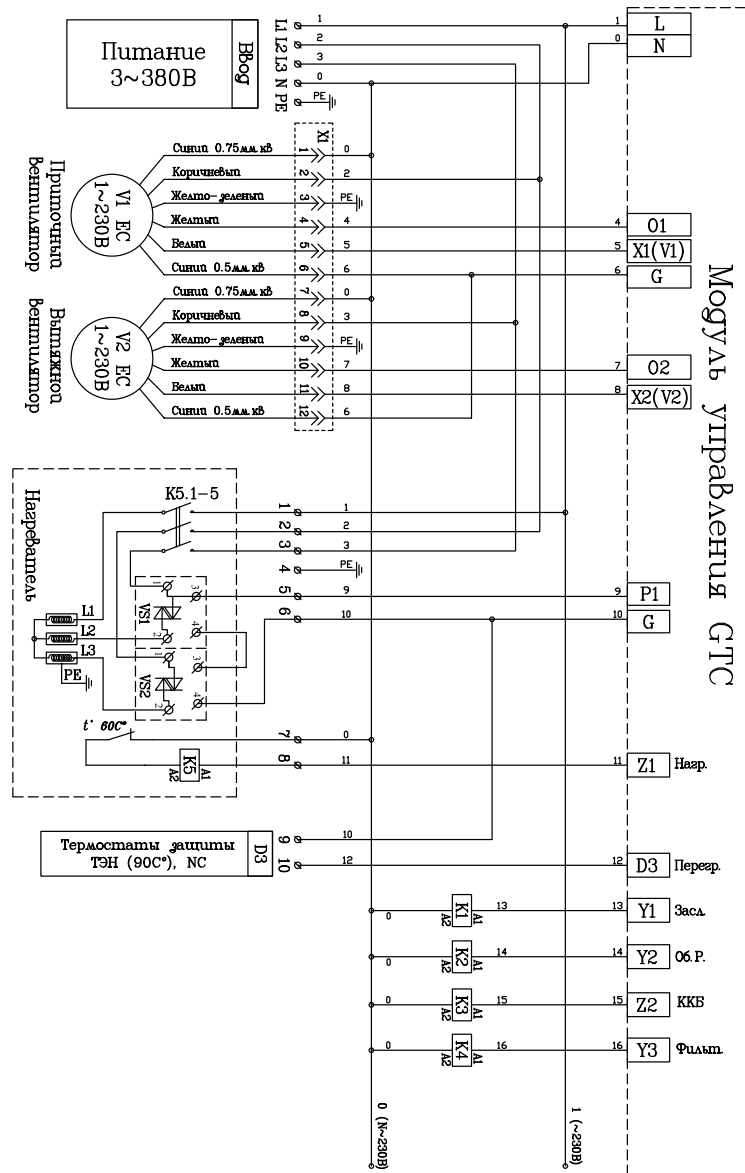 Питание
3~380В
Ввод
L1
L2
L3
N
PE
1
2
3
0
PE
1
0
L
N
Модуль управления GTC
X1
Приточный
вентилятор
V1 EC
1~230В
Синий 0.75мм.кв
1
0
Коричневый
2
2
Желто-зеленый
3
PE
Желтый
4
4
4
O1
Белый
5
5
5
X1(V1)
Синий 0.5мм.кв
6
6
6
G
Вытяжной
вентилятор
V2 EC
1~230В
Синий 0.75мм.кв
7
0
Коричневый
8
3
Желто-зеленый
9
PE
Желтый
10
7
7
O2
Белый
11
8
8
X2(V2)
Синий 0.5мм.кв
12
6
Нагреватель
K5.1-5
1
1
2
2
3
3
4
PE
5
9
9
P1
6
10
10
G
1
3
VS1
2
4
1
3
VS2
2
4
L1
L2
L3
PE
t° 60C°
7
0
K5
A1
A2
8
11
11
Z1
Нагр.
Термостаты защиты
ТЭН (90C°), NC
D3
9
10
10
12
12
D3
Перегр.
0
K1
A1
A2
13
13
Y1
Засл.
0
K2
A1
A2
14
14
Y2
Об.Р.
0
K3
A1
A2
15
15
Z2
ККБ
0
K4
A1
A2
16
16
Y3
Фильт.
0 (N~230В)
1 (~230В)